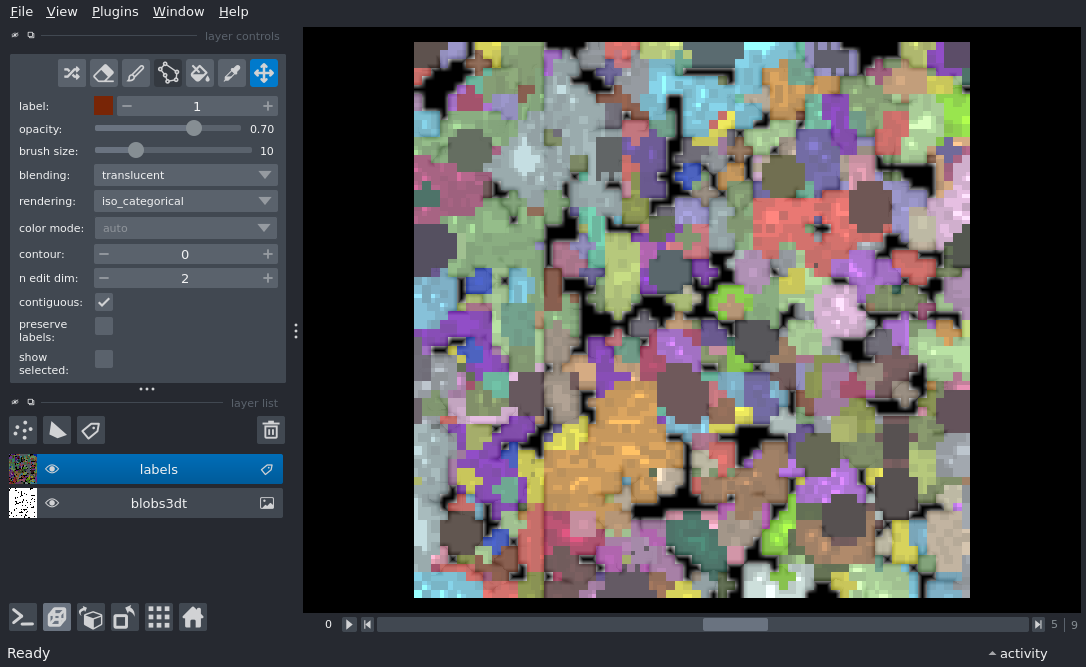 File View Plugins Window Help
layer controls
label: 1
opacity: 0.70
brush size: 10
blending: translucent
rendering: iso_categorical
color mode: auto
contour: 0
n edit dim: 2
contiguous:
preserve
labels:
show
selected:
layer list
labels
blobs3dt
0 5 | 9
Ready
activity